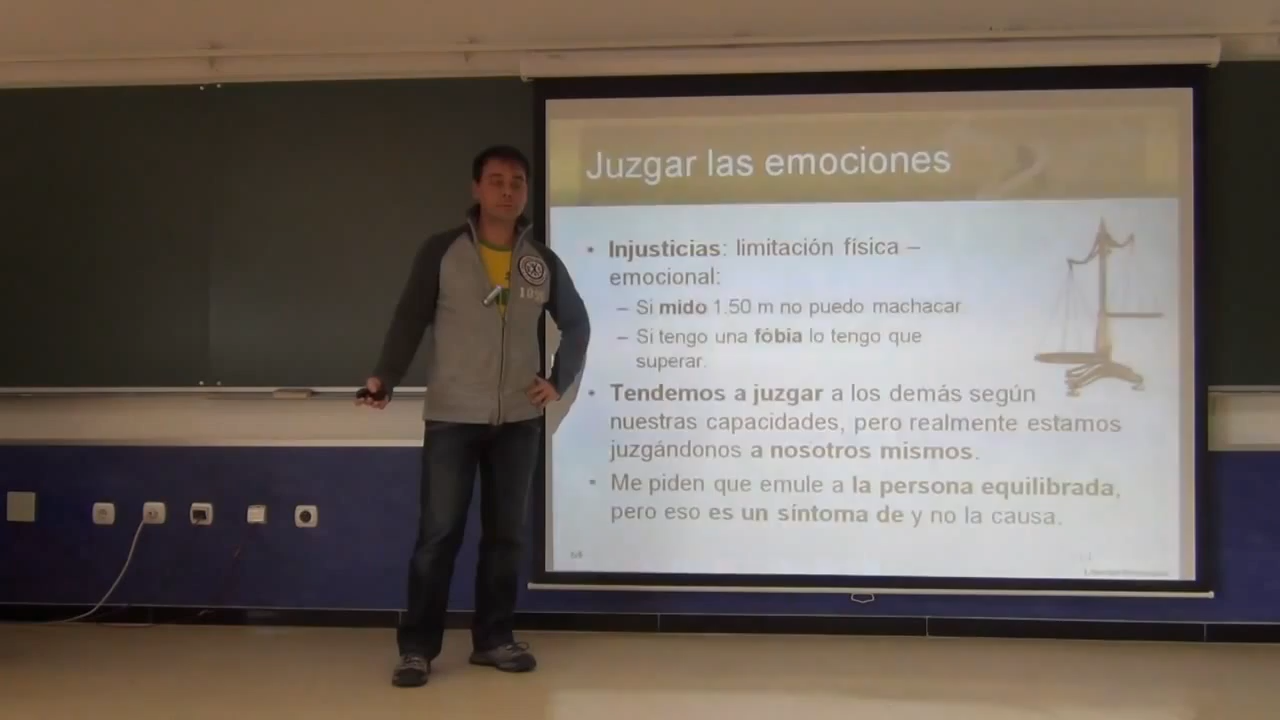 Juzgar las emociones
• Injusticias: limitación física –
emocional:
– Si mido 1.50 m no puedo machacar
– Si tengo una fóbia lo tengo que
superar.
• Tendemos a juzgar a los demás según
nuestras capacidades, pero realmente estamos
juzgándonos a nosotros mismos.
• Me piden que emule a la persona equilibrada,
pero eso es un síntoma de y no la causa.